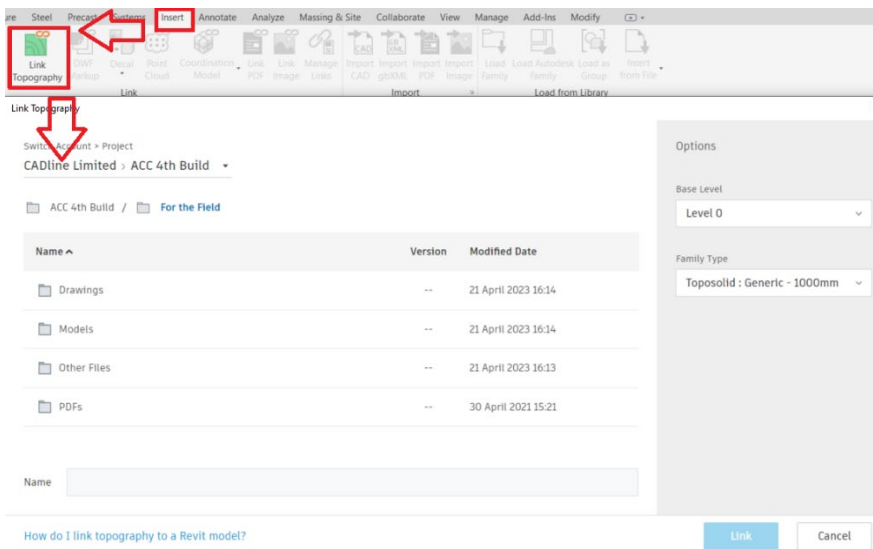 ure Steel Precast Systems Insert Annotate Analyze Massing & Site Collaborate View Manage Add-Ins Modify
Link Topography
DWF Markup
Decal
Point Cloud
Coordination Model
Link PDF
Link Image
Manage Links
Import CAD
Import gbXML
Import PDF
Import Image
Load Family
Load Autodesk Family
Load as Group
Insert from File
Link Import Load from Library
Link Topography
Switch Account > Project
CADline Limited > ACC 4th Build
ACC 4th Build / For the Field
Name Version Modified Date
Drawings -- 21 April 2023 16:14
Models -- 21 April 2023 16:14
Other Files -- 21 April 2023 16:13
PDFs -- 30 April 2021 15:21
Name
Options
Base Level
Level 0
Family Type
Toposolid : Generic - 1000mm
How do I link topography to a Revit model?
Link Cancel